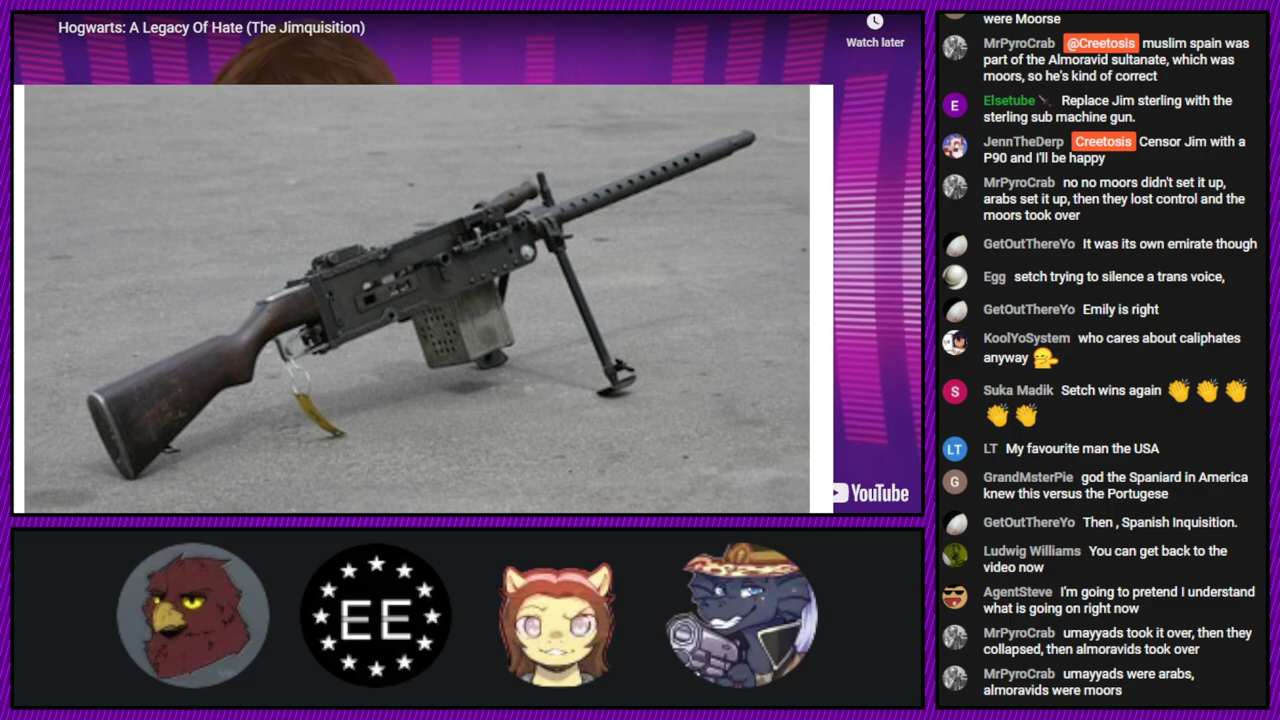 Hogwarts: A Legacy Of Hate (The Jimquisition)
Watch later
YouTube
EE
were Moorse
MrPyroCrab @Creetosis muslim spain was
part of the Almoravid sultanate, which was
moors, so he's kind of correct
E
Elsetube Replace Jim sterling with the
sterling sub machine gun.
JennTheDerp Creetosis Censor Jim with a
P90 and I'll be happy
MrPyroCrab no no moors didn't set it up,
arabs set it up, then they lost control and the
moors took over
GetOutThereYo It was its own emirate though
Egg setch trying to silence a trans voice,
GetOutThereYo Emily is right
KoolYoSystem who cares about caliphates
anyway
S
Suka Madik Setch wins again
LT
LT My favourite man the USA
G
GrandMsterPie god the Spaniard in America
knew this versus the Portugese
GetOutThereYo Then , Spanish Inquisition.
Ludwig Williams You can get back to the
video now
AgentSteve I'm going to pretend I understand
what is going on right now
MrPyroCrab umayyads took it over, then they
collapsed, then almoravids took over
MrPyroCrab umayyads were arabs,
almoravids were moors